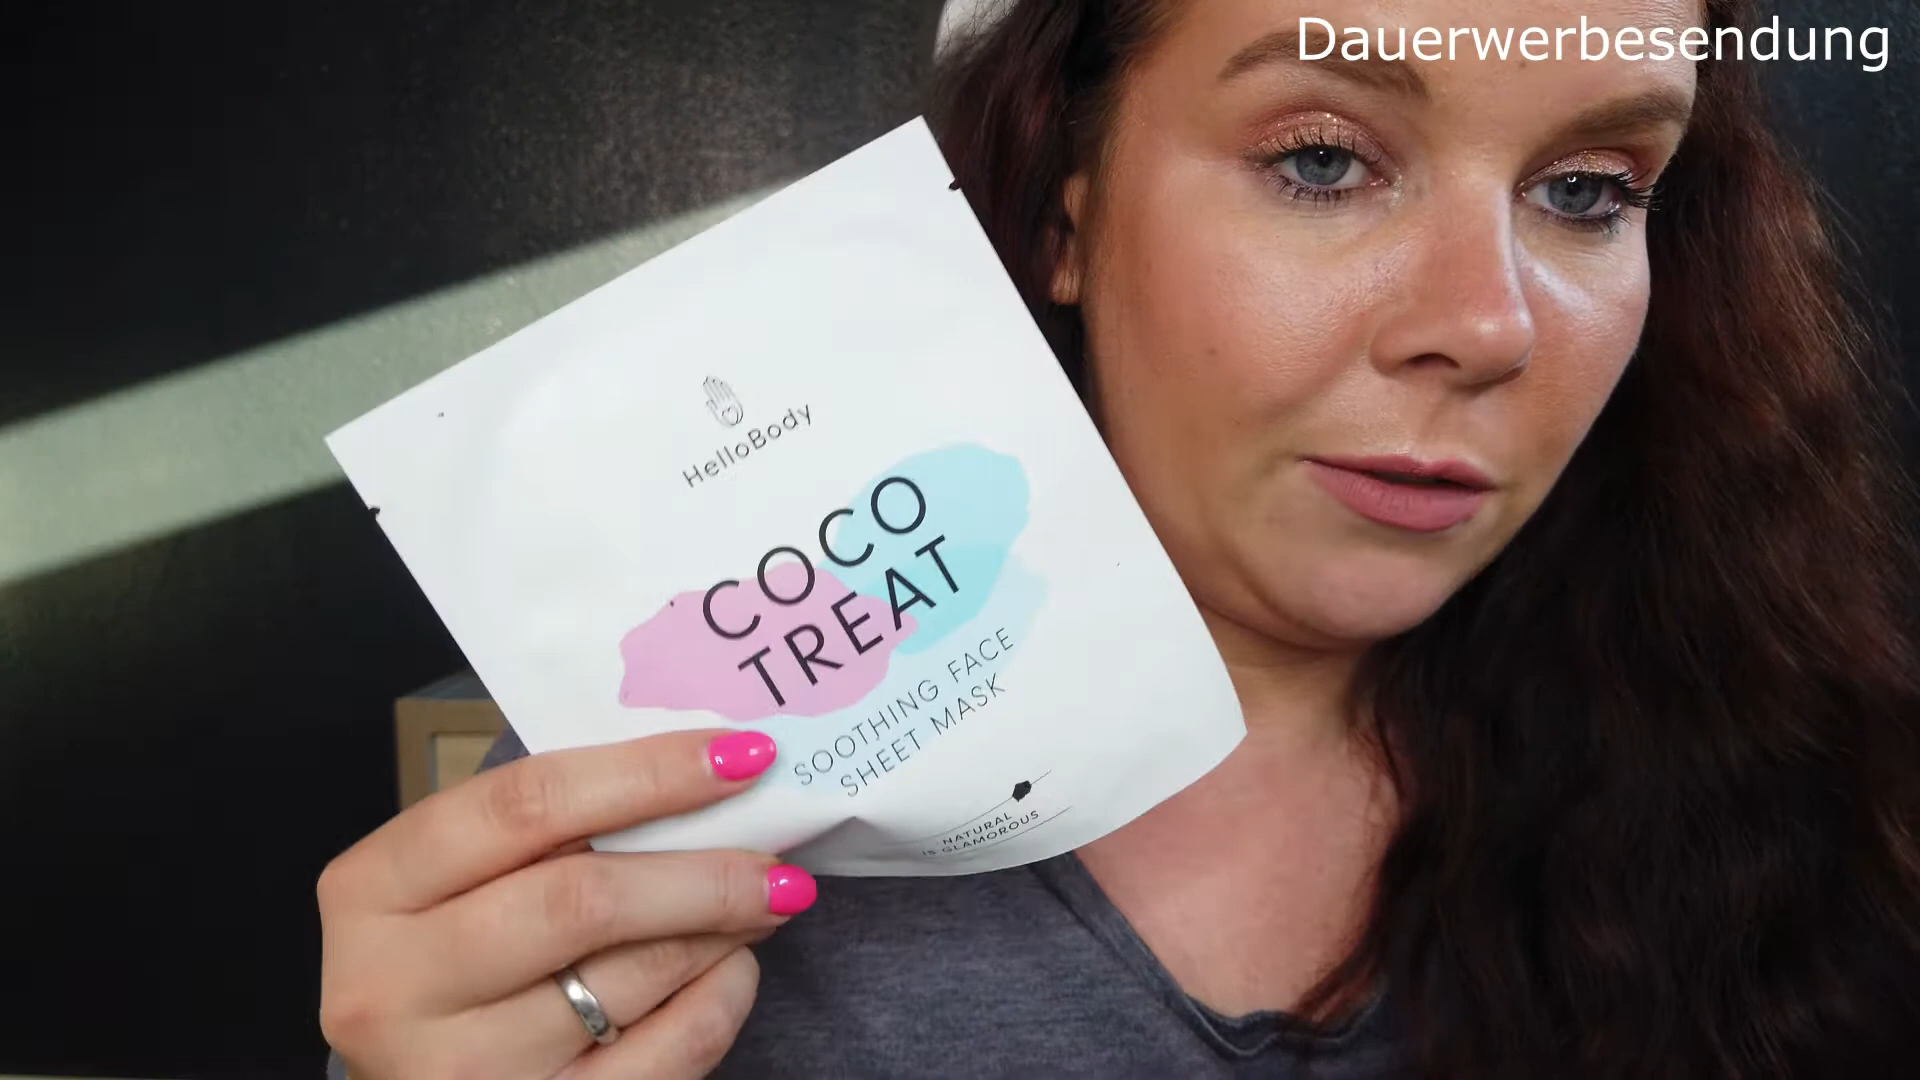 Dauerwerbesendung
HelloBody
COCO
TREAT
SOOTHING FACE
SHEET MASK
NATURAL
IS GLAMOROUS